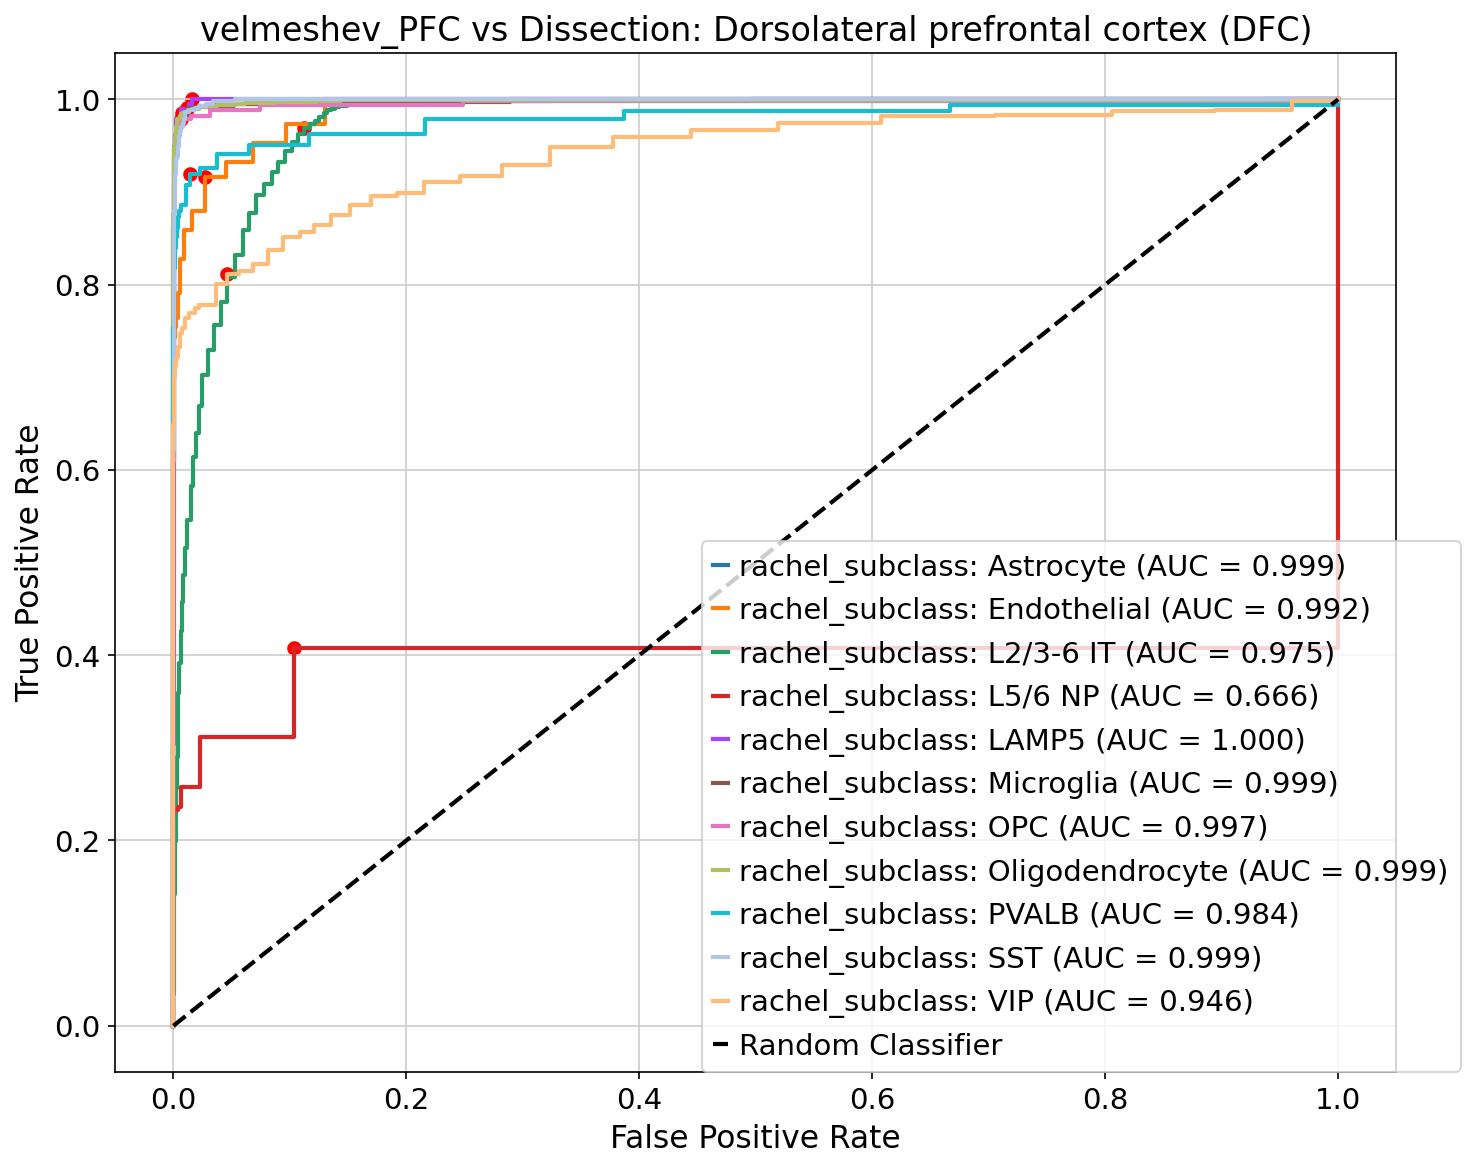 velmeshev_PFC vs Dissection: Dorsolateral prefrontal cortex (DFC)
1.0
0.8
0.6
0.4
0.2
0.0
True Positive Rate
rachel_subclass: Astrocyte (AUC = 0.999)
rachel_subclass: Endothelial (AUC = 0.992)
rachel_subclass: L2/3-6 IT (AUC = 0.975)
rachel_subclass: L5/6 NP (AUC = 0.666)
rachel_subclass: LAMP5 (AUC = 1.000)
rachel_subclass: Microglia (AUC = 0.999)
rachel_subclass: OPC (AUC = 0.997)
rachel_subclass: Oligodendrocyte (AUC = 0.999)
rachel_subclass: PVALB (AUC = 0.984)
rachel_subclass: SST (AUC = 0.999)
rachel_subclass: VIP (AUC = 0.946)
Random Classifier
0.0 0.2 0.4 0.6 0.8 1.0
False Positive Rate